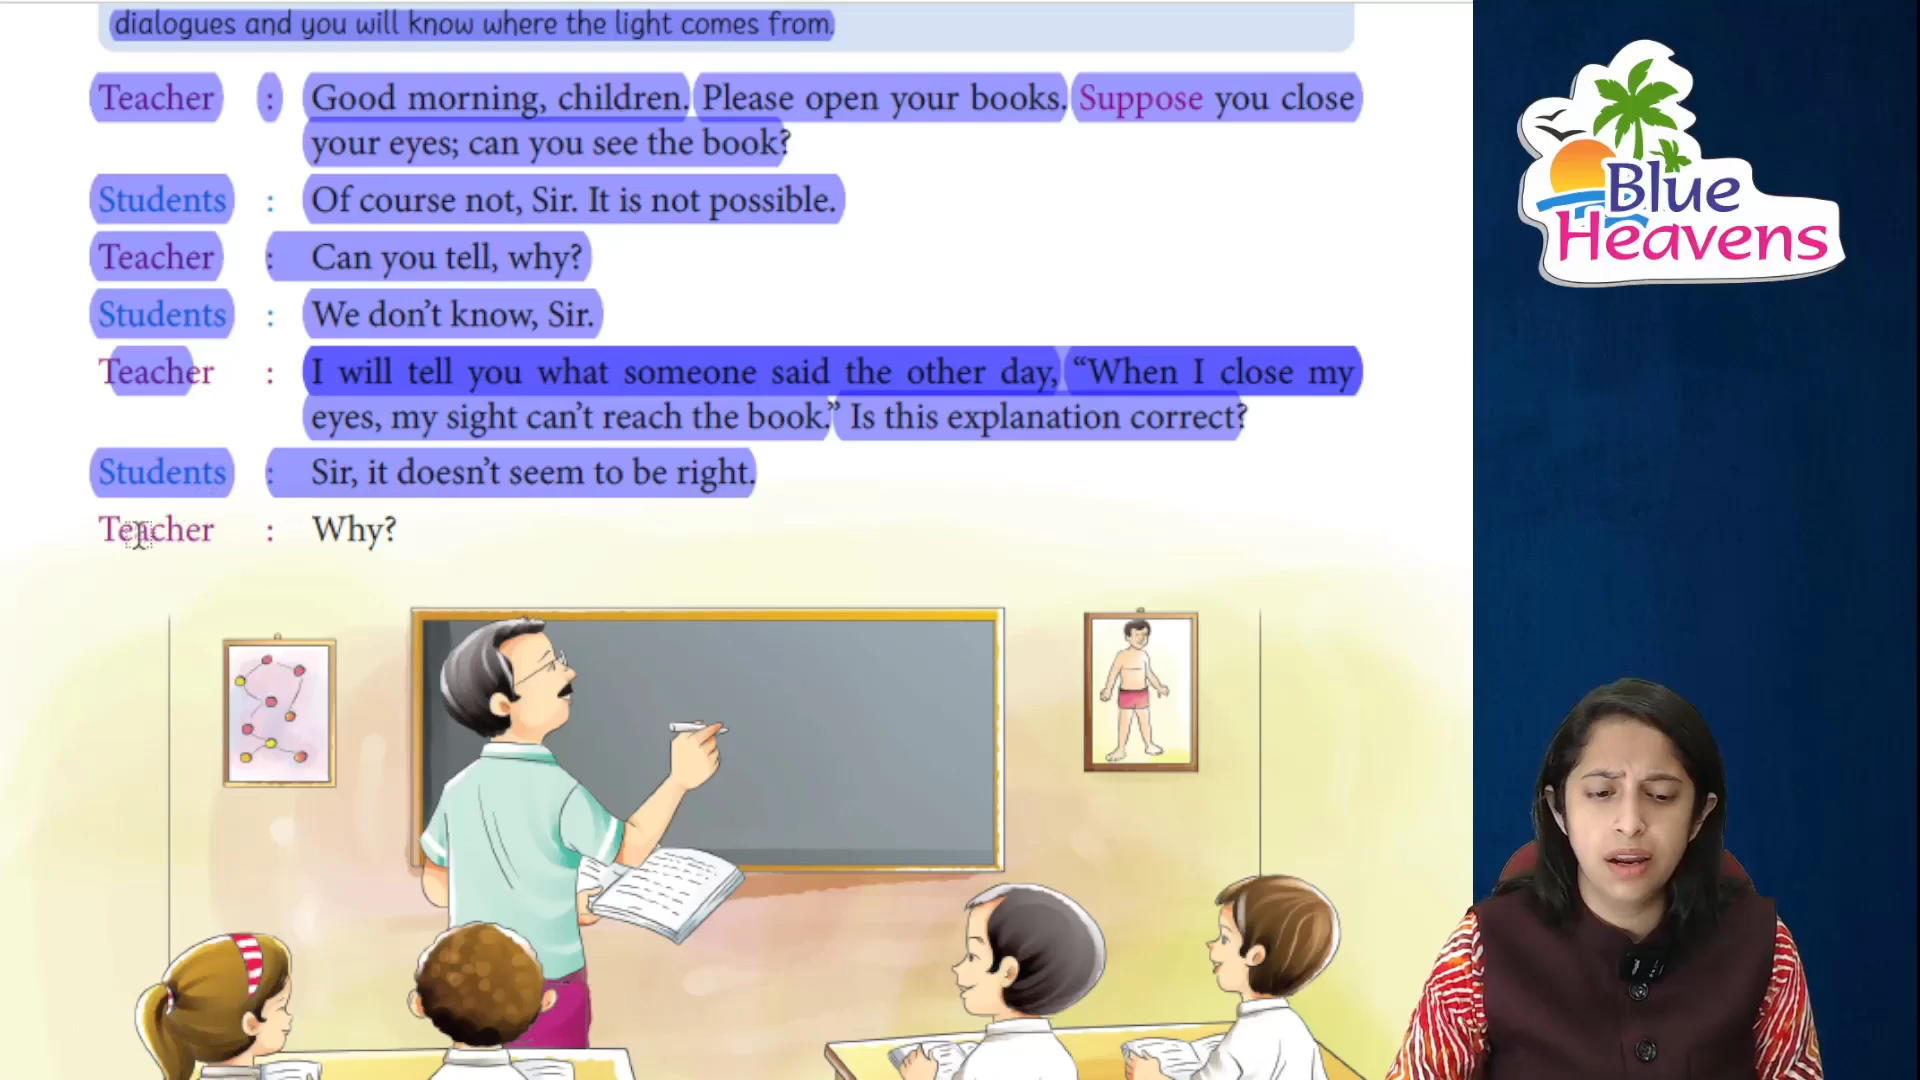 dialogues and you will know where the light comes from.
Teacher : Good morning, children. Please open your books. Suppose you close
your eyes; can you see the book?
Students : Of course not, Sir. It is not possible.
Teacher : Can you tell, why?
Students : We don’t know, Sir.
Teacher : I will tell you what someone said the other day, “When I close my
eyes, my sight can’t reach the book.” Is this explanation correct?
Students : Sir, it doesn’t seem to be right.
Teacher : Why?
Blue
Heavens